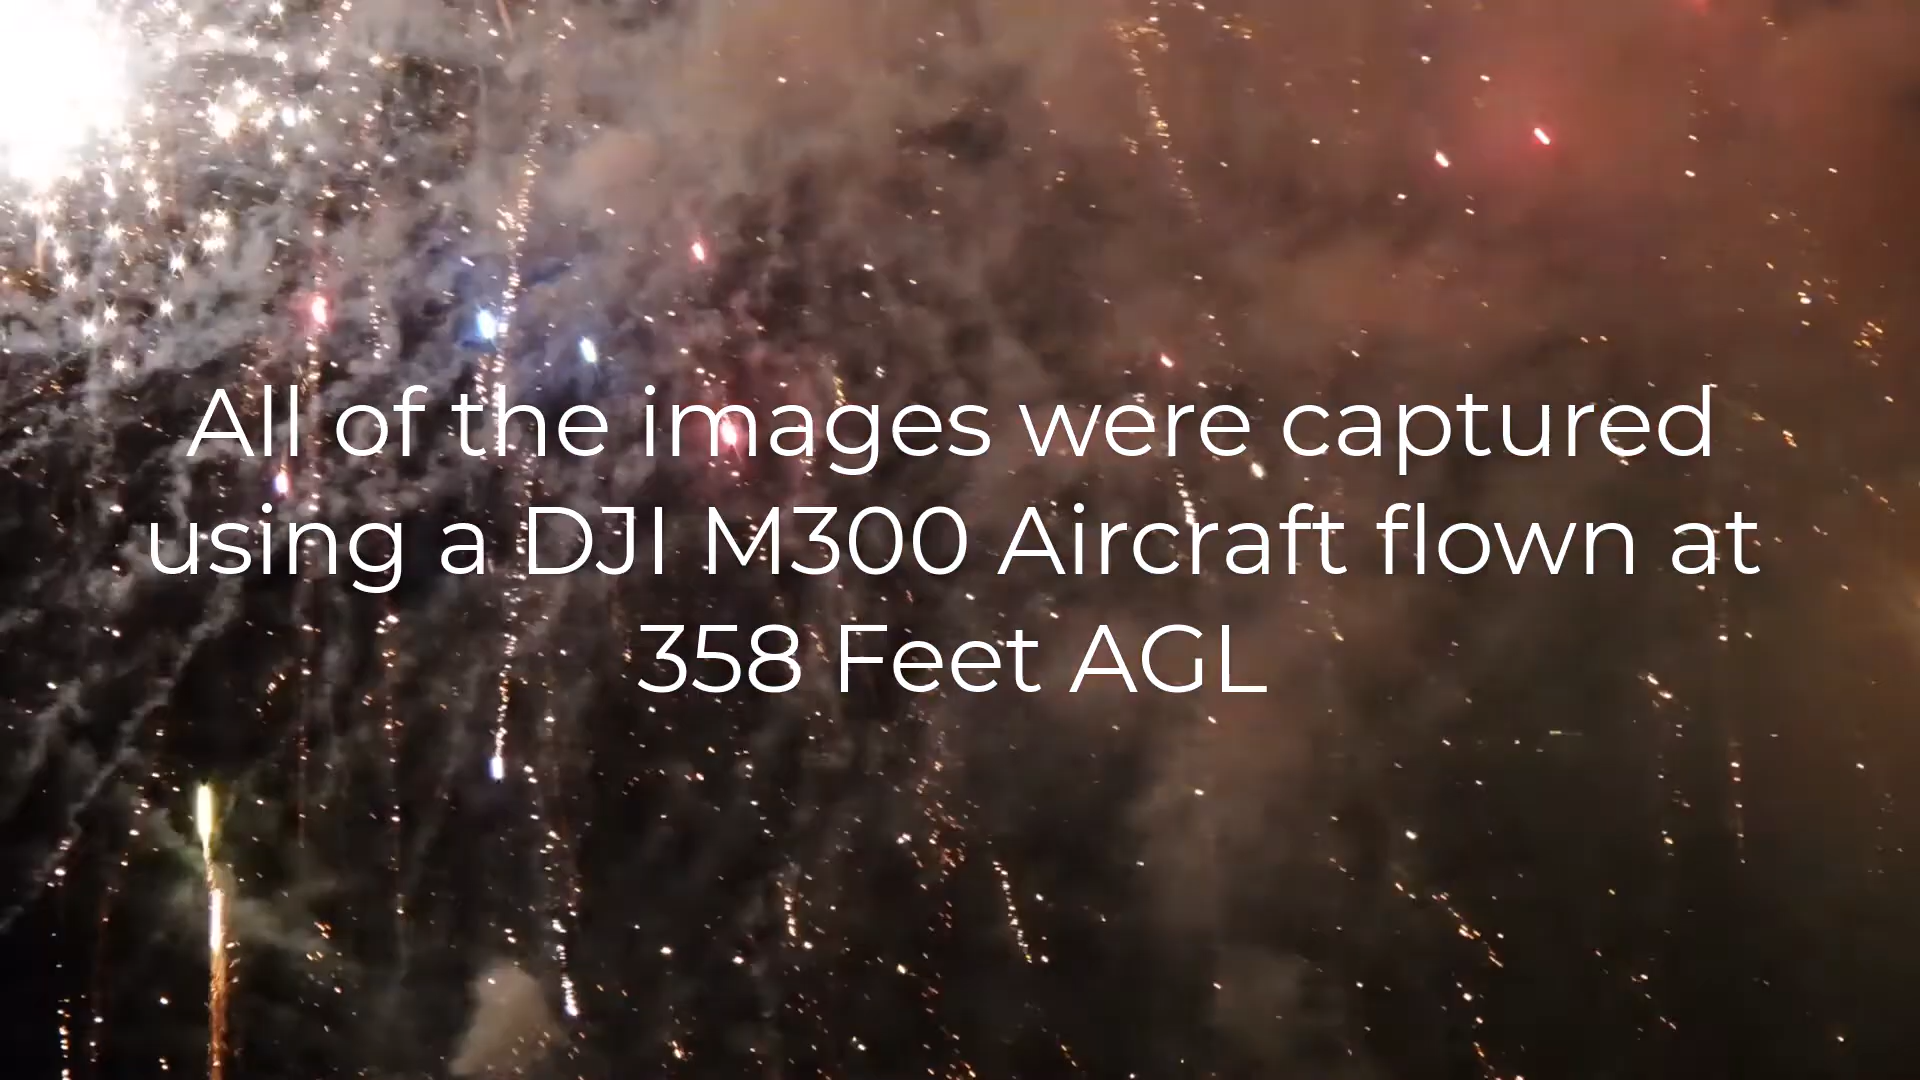 All of the images were captured
using a DJI M300 Aircraft flown at
358 Feet AGL